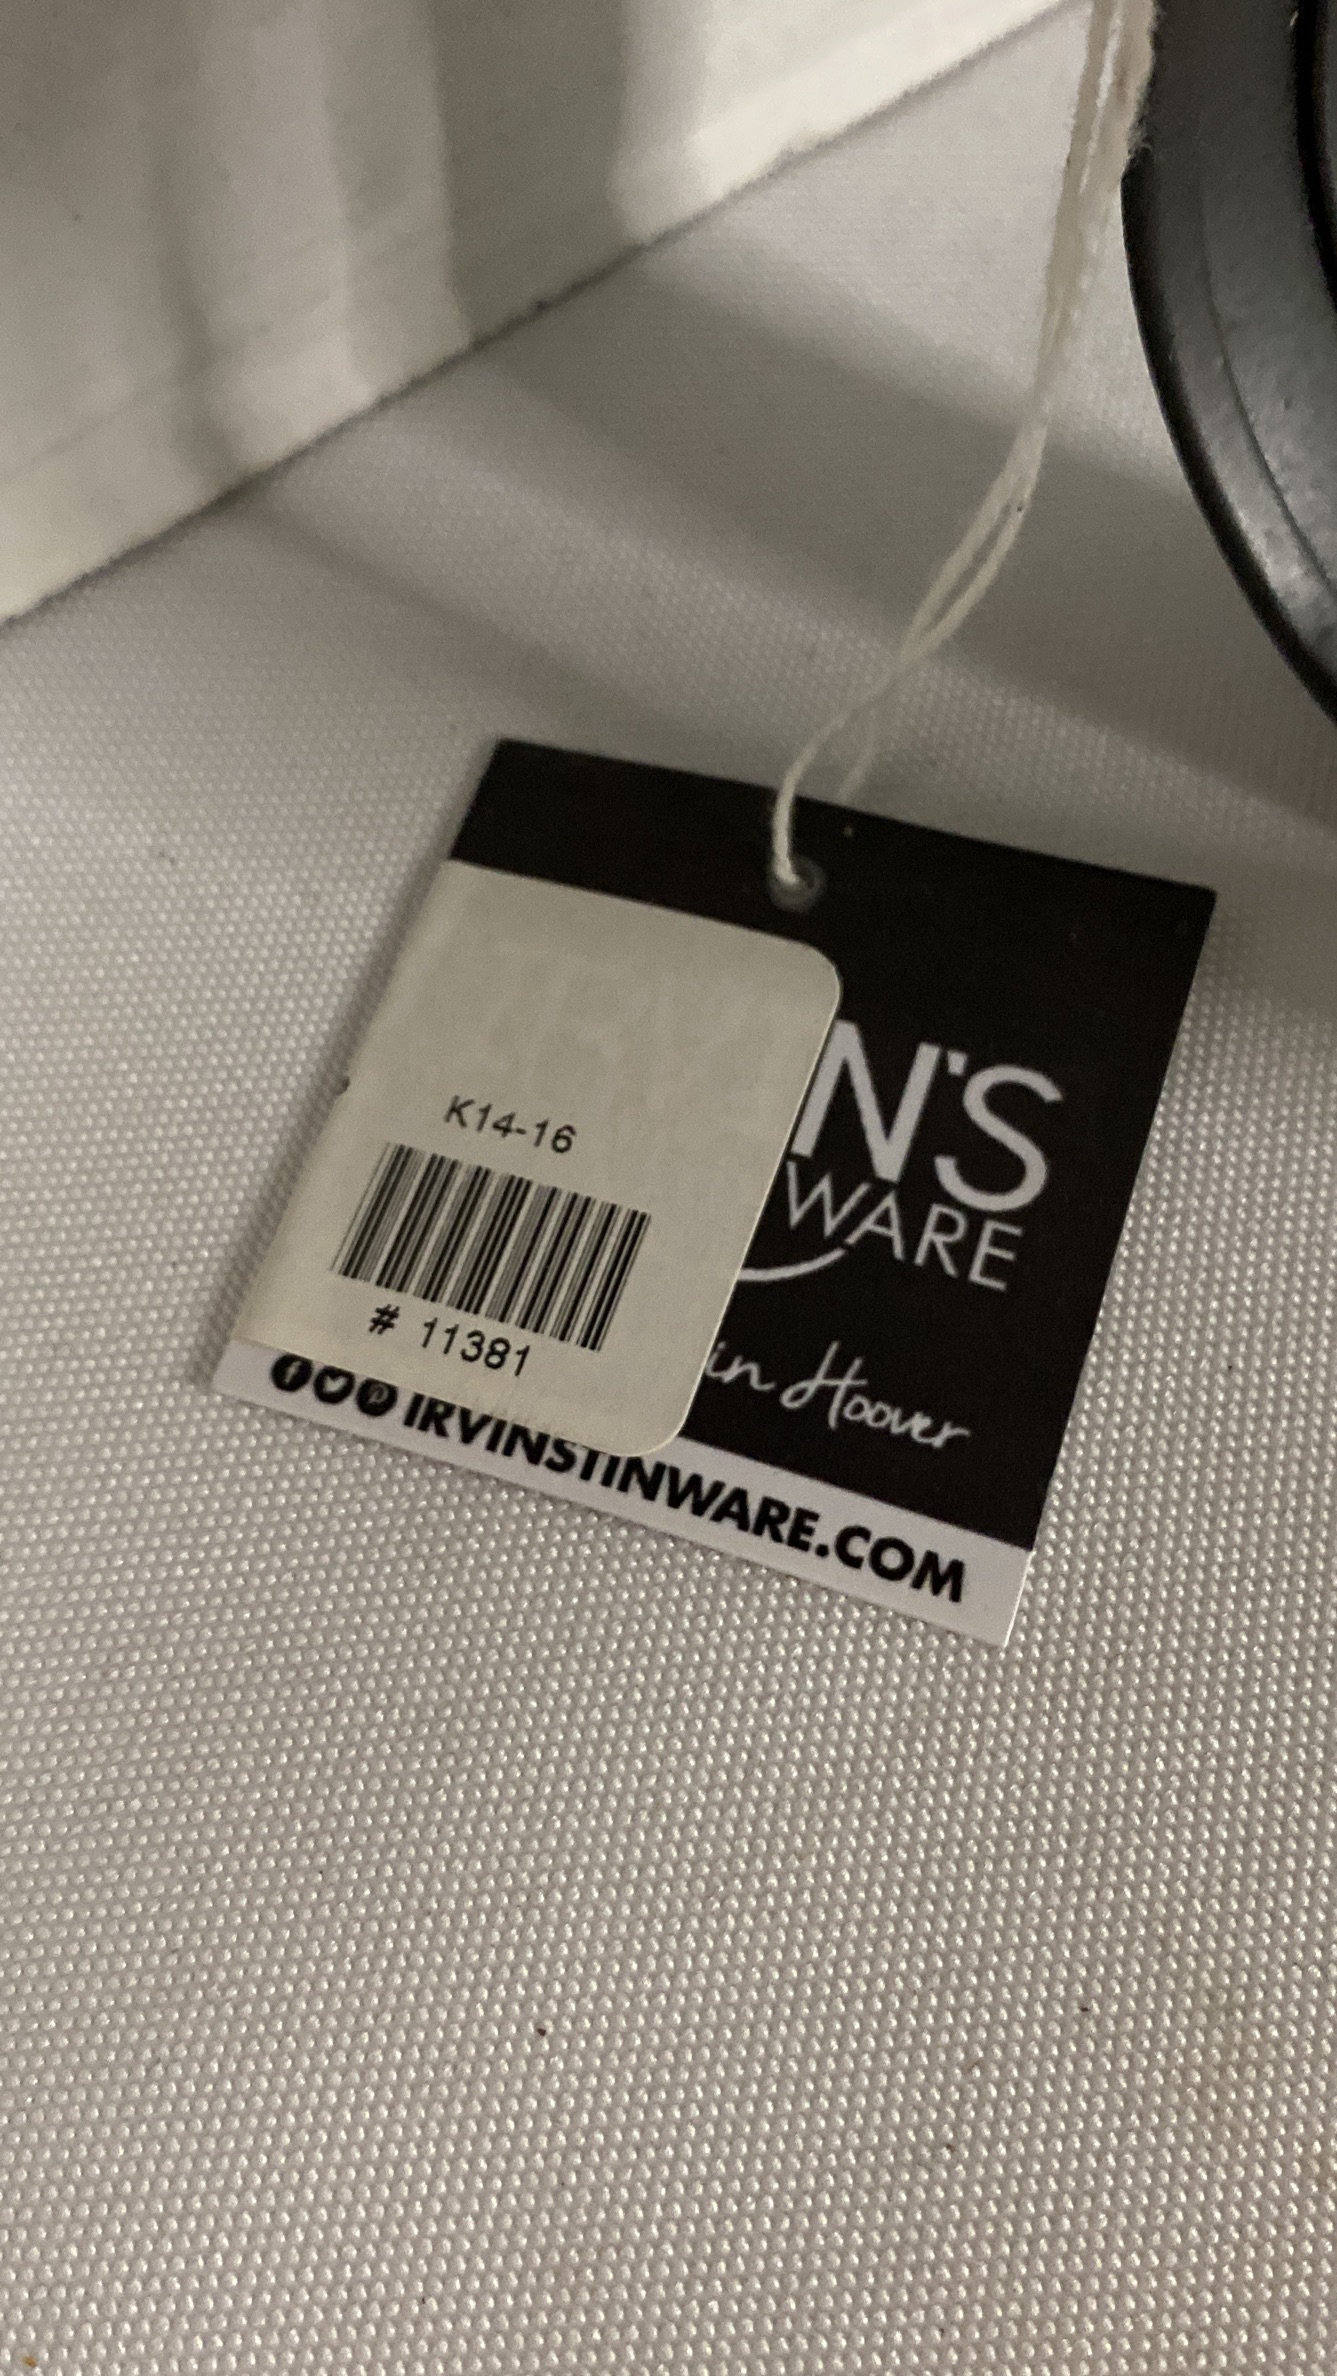 K14-16
# 11381
N'S
WARE
in Hoover
IRVINSTINWARE.COM